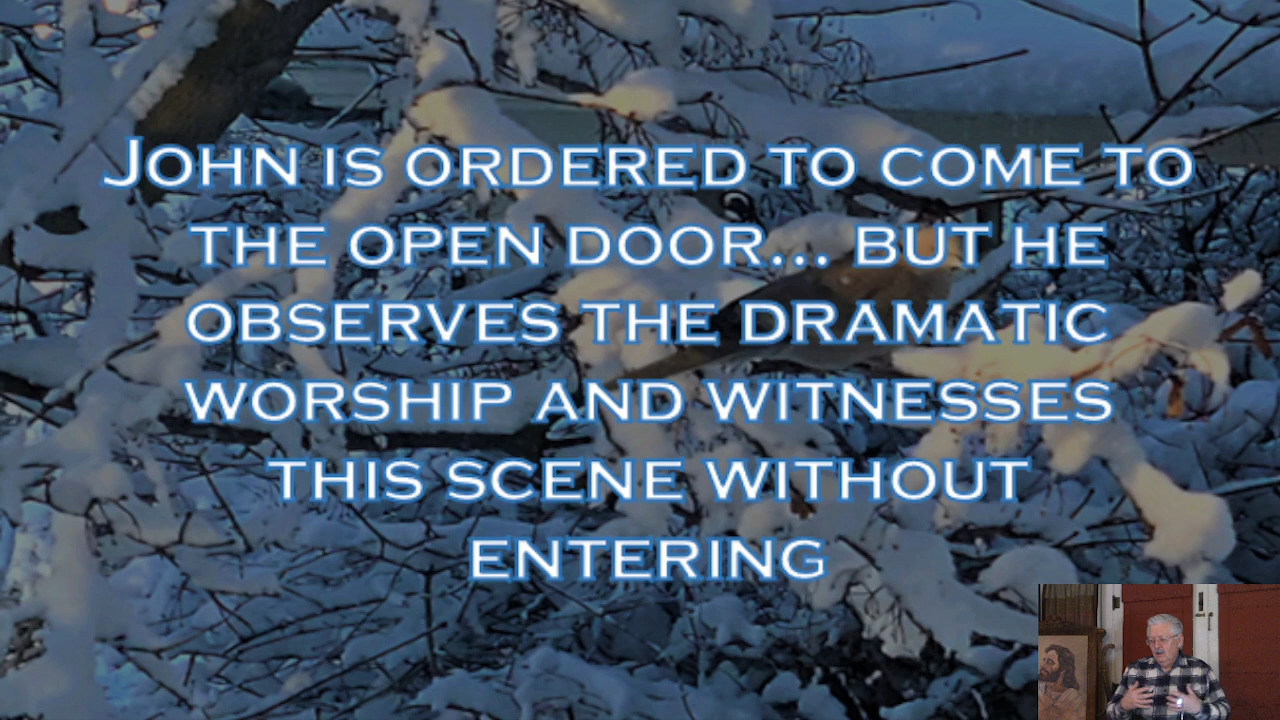 John is ordered to come to
the open door... but he
observes the dramatic
worship and witnesses
this scene without
entering